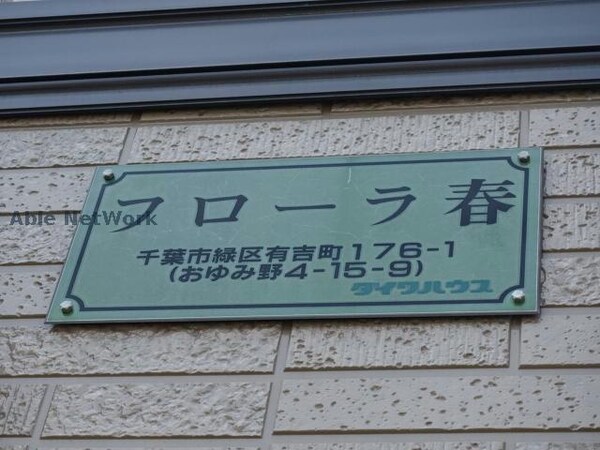 フローラ春
Able NetWork
千葉市緑区有吉町176-1
(おゆみ野4-15-9)
ダイワハウス